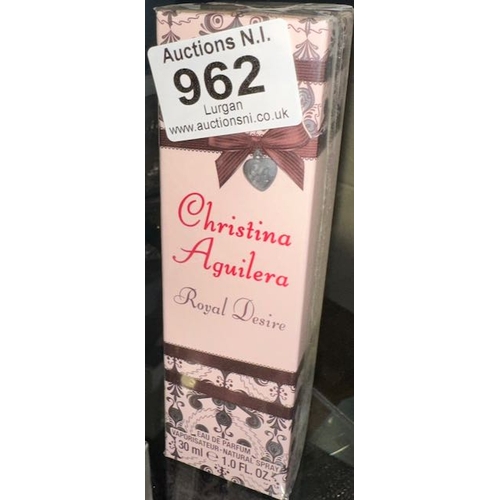 Auctions N.I.
962
Lurgan
www.auctionsni.co.uk
Christina
Aguilera
Royal Desire
EAU DE PARFUM
VAPORISATEUR-NATURAL SPRAY
30 ml e 1.0 FL. OZ.